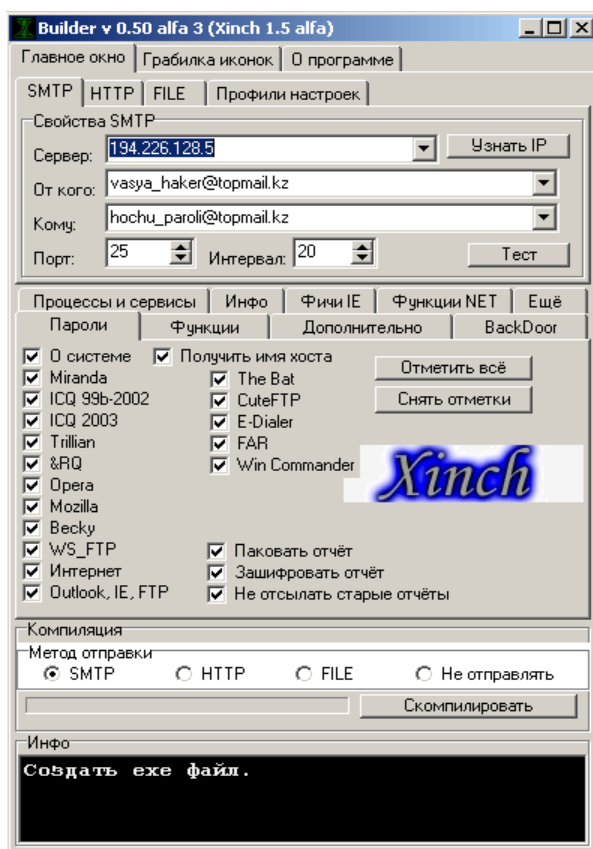 Builder v 0.50 alfa 3 (Xinch 1.5 alfa)
Главное окно Грабилка иконок О программе
SMTP HTTP FILE Профили настроек
Свойства SMTP
Сервер: 194.226.128.5 Узнать IP
От кого: vasya_haker@topmail.kz
Кому: hochu_paroli@topmail.kz
Порт: 25 Интервал: 20 Тест
Процессы и сервисы Инфо Фичи IE Функции NET Ещё
Пароли Функции Дополнительно BackDoor
О системе Получить имя хоста Отметить всё
Miranda The Bat
ICQ 99b-2002 CuteFTP Снять отметки
ICQ 2003 E-Dialer
Trillian FAR
&RQ Win Commander
Opera Xinch
Mozilla
Becky
WS_FTP Паковать отчёт
Интернет Зашифровать отчёт
Outlook, IE, FTP Не отсылать старые отчёты
Компиляция
Метод отправки
SMTP HTTP FILE Не отправлять
Скомпилировать
Инфо
Создать exe файл.